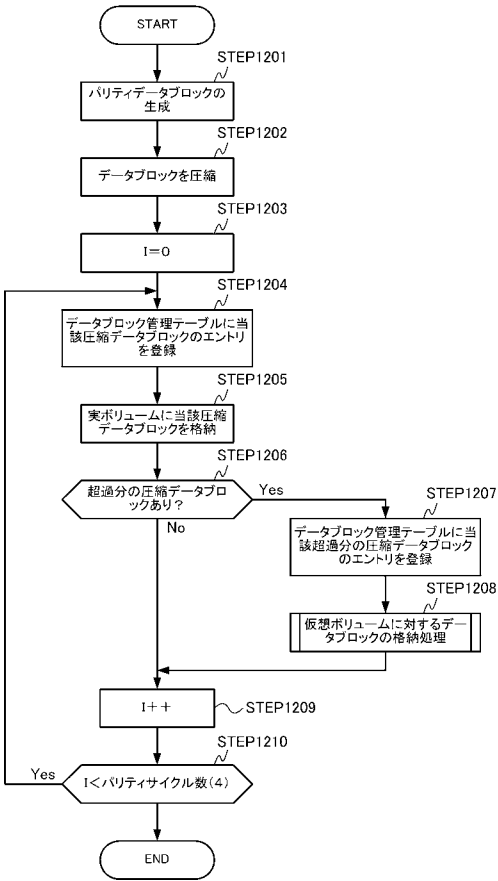 START
STEP1201
パリティデータブロックの
生成
STEP1202
データブロックを圧縮
STEP1203
I=0
STEP1204
データブロック管理テーブルに当
該圧縮データブロックのエントリ
を登録
STEP1205
実ボリュームに当該圧縮
データブロックを格納
STEP1206
超過分の圧縮データブロ
ックあり?
Yes
No
STEP1207
データブロック管理テーブルに当
該超過分の圧縮データブロック
のエントリを登録
STEP1208
仮想ボリュームに対するデー
タブロックの格納処理
I++
STEP1209
STEP1210
Yes
I<パリティサイクル数(4)
END